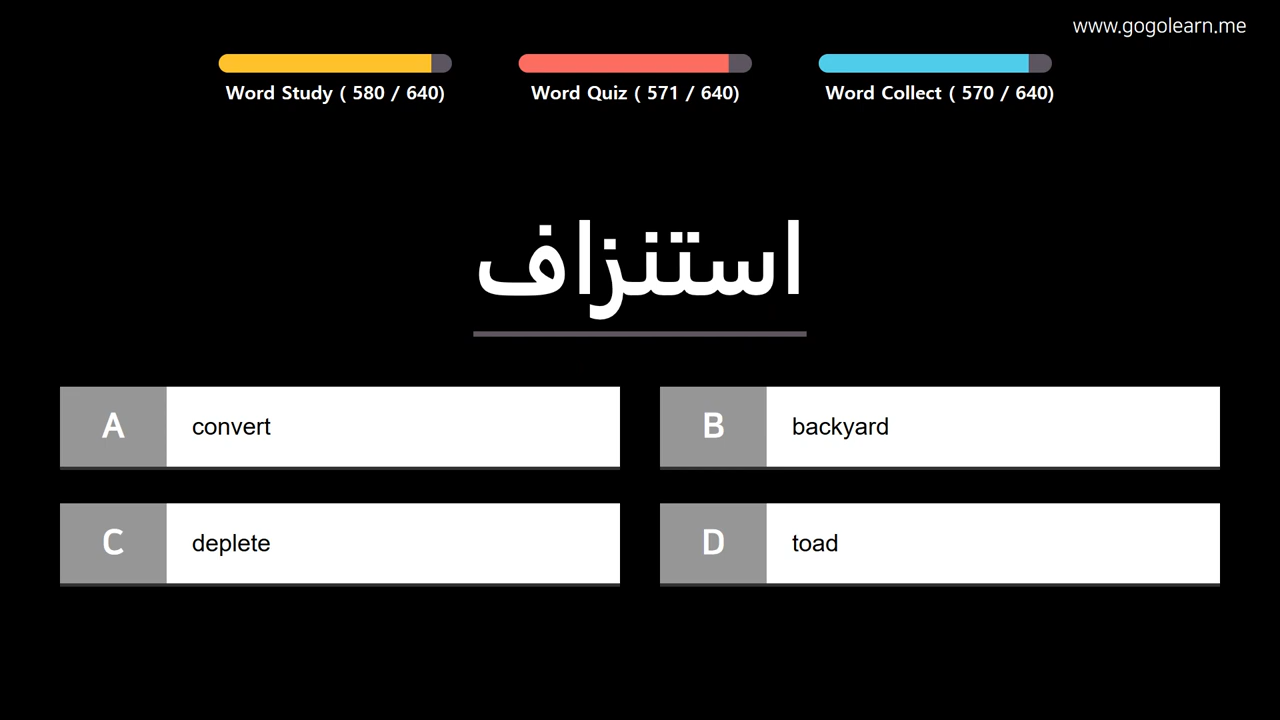 www.gogolearn.me
Word Study ( 580 / 640)
Word Quiz ( 571 / 640)
Word Collect ( 570 / 640)
استنزاف
A convert
B backyard
C deplete
D toad